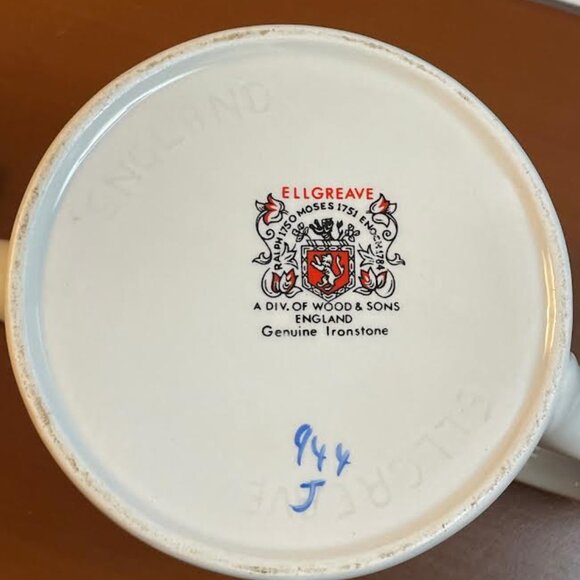 ENGLAND
ELLGREAVE
RALPH 1750 MOSES 1751 ENOCH 1784
A DIV. OF WOOD & SONS
ENGLAND
Genuine Ironstone
944
J
ELLGREAVE